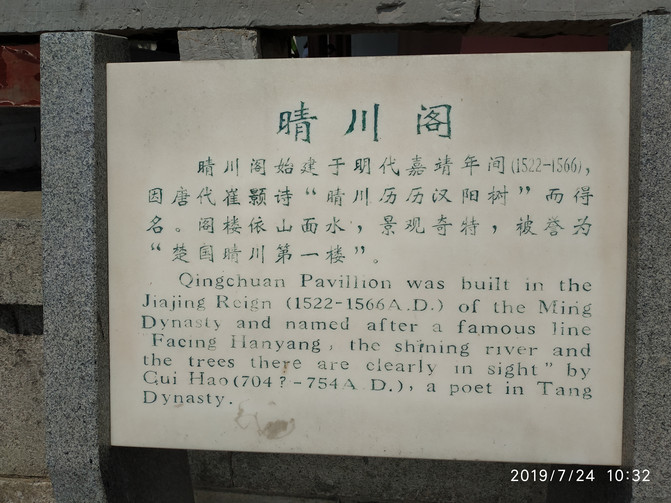 晴川阁
晴川阁始建于明代嘉靖年间(1522-1566),
因唐代崔颢诗“晴川历历汉阳树”而得
名。阁楼依山面水，景观奇特，被誉为
“楚国晴川第一楼”。
Qingchuan Pavillion was built in the
Jiajing Reign (1522-1566A.D.) of the Ming
Dynasty and named after a famous line
"Facing Hanyang, the shining river and
the trees there are clearly in sight" by
Cui Hao(704?-754A.D.), a poet in Tang
Dynasty.
2019/7/24 10:32